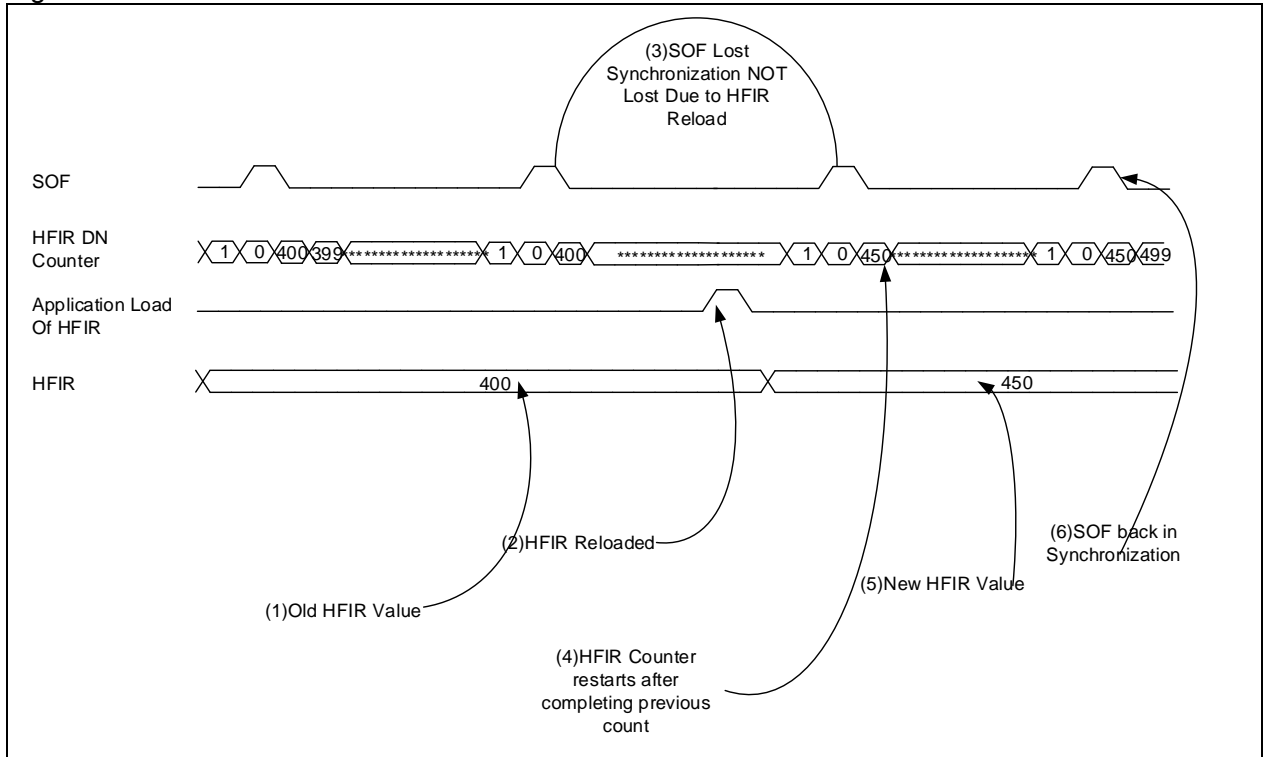 (3)SOF Lost
Synchronization NOT
Lost Due to HFIR
Reload
SOF
HFIR DN
Counter
1 0 400 399 ****************** 1 0 400 ******************** 1 0 450 ****************** 1 0 450 499
Application Load
Of HFIR
HFIR
400
450
(2)HFIR Reloaded
(6)SOF back in
Synchronization
(5)New HFIR Value
(1)Old HFIR Value
(4)HFIR Counter
restarts after
completing previous
count